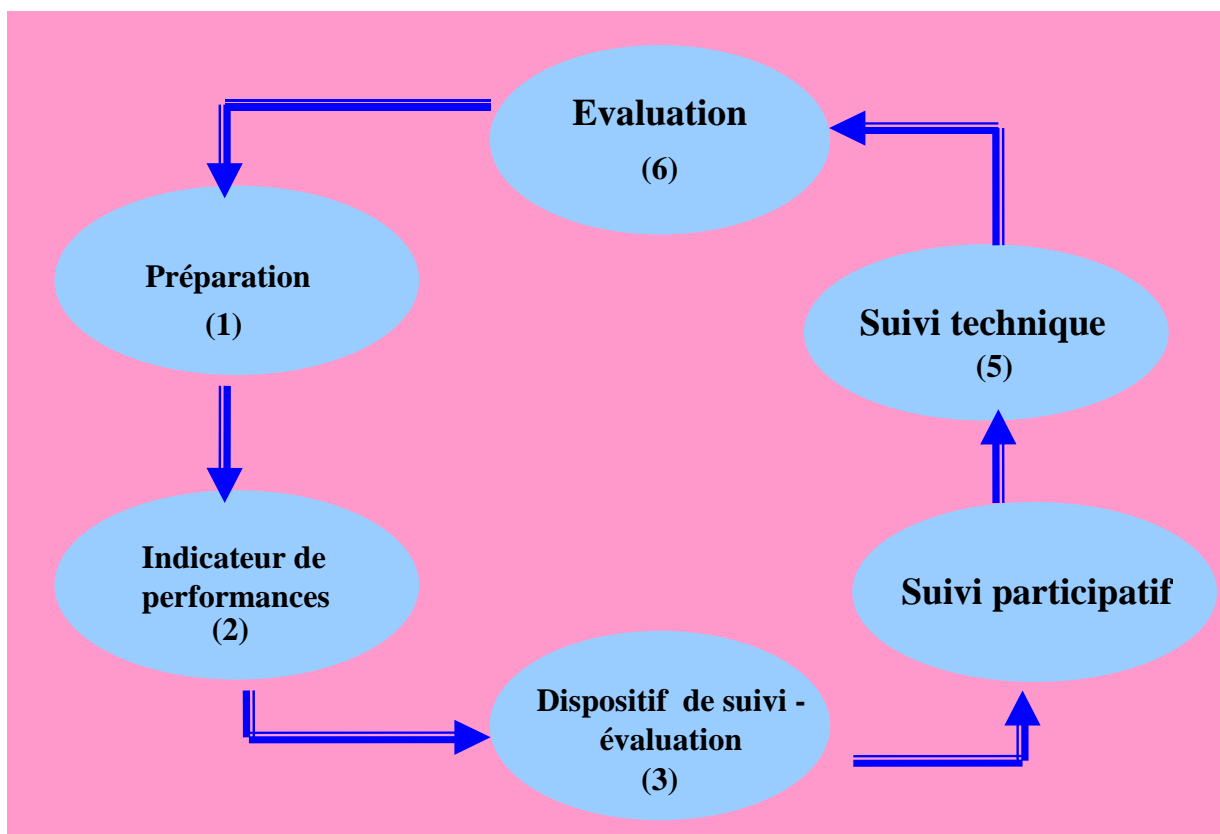 Evaluation
(6)
Préparation
(1)
Suivi technique
(5)
Indicateur de
performances
(2)
Suivi participatif
Dispositif de suivi -
évaluation
(3)